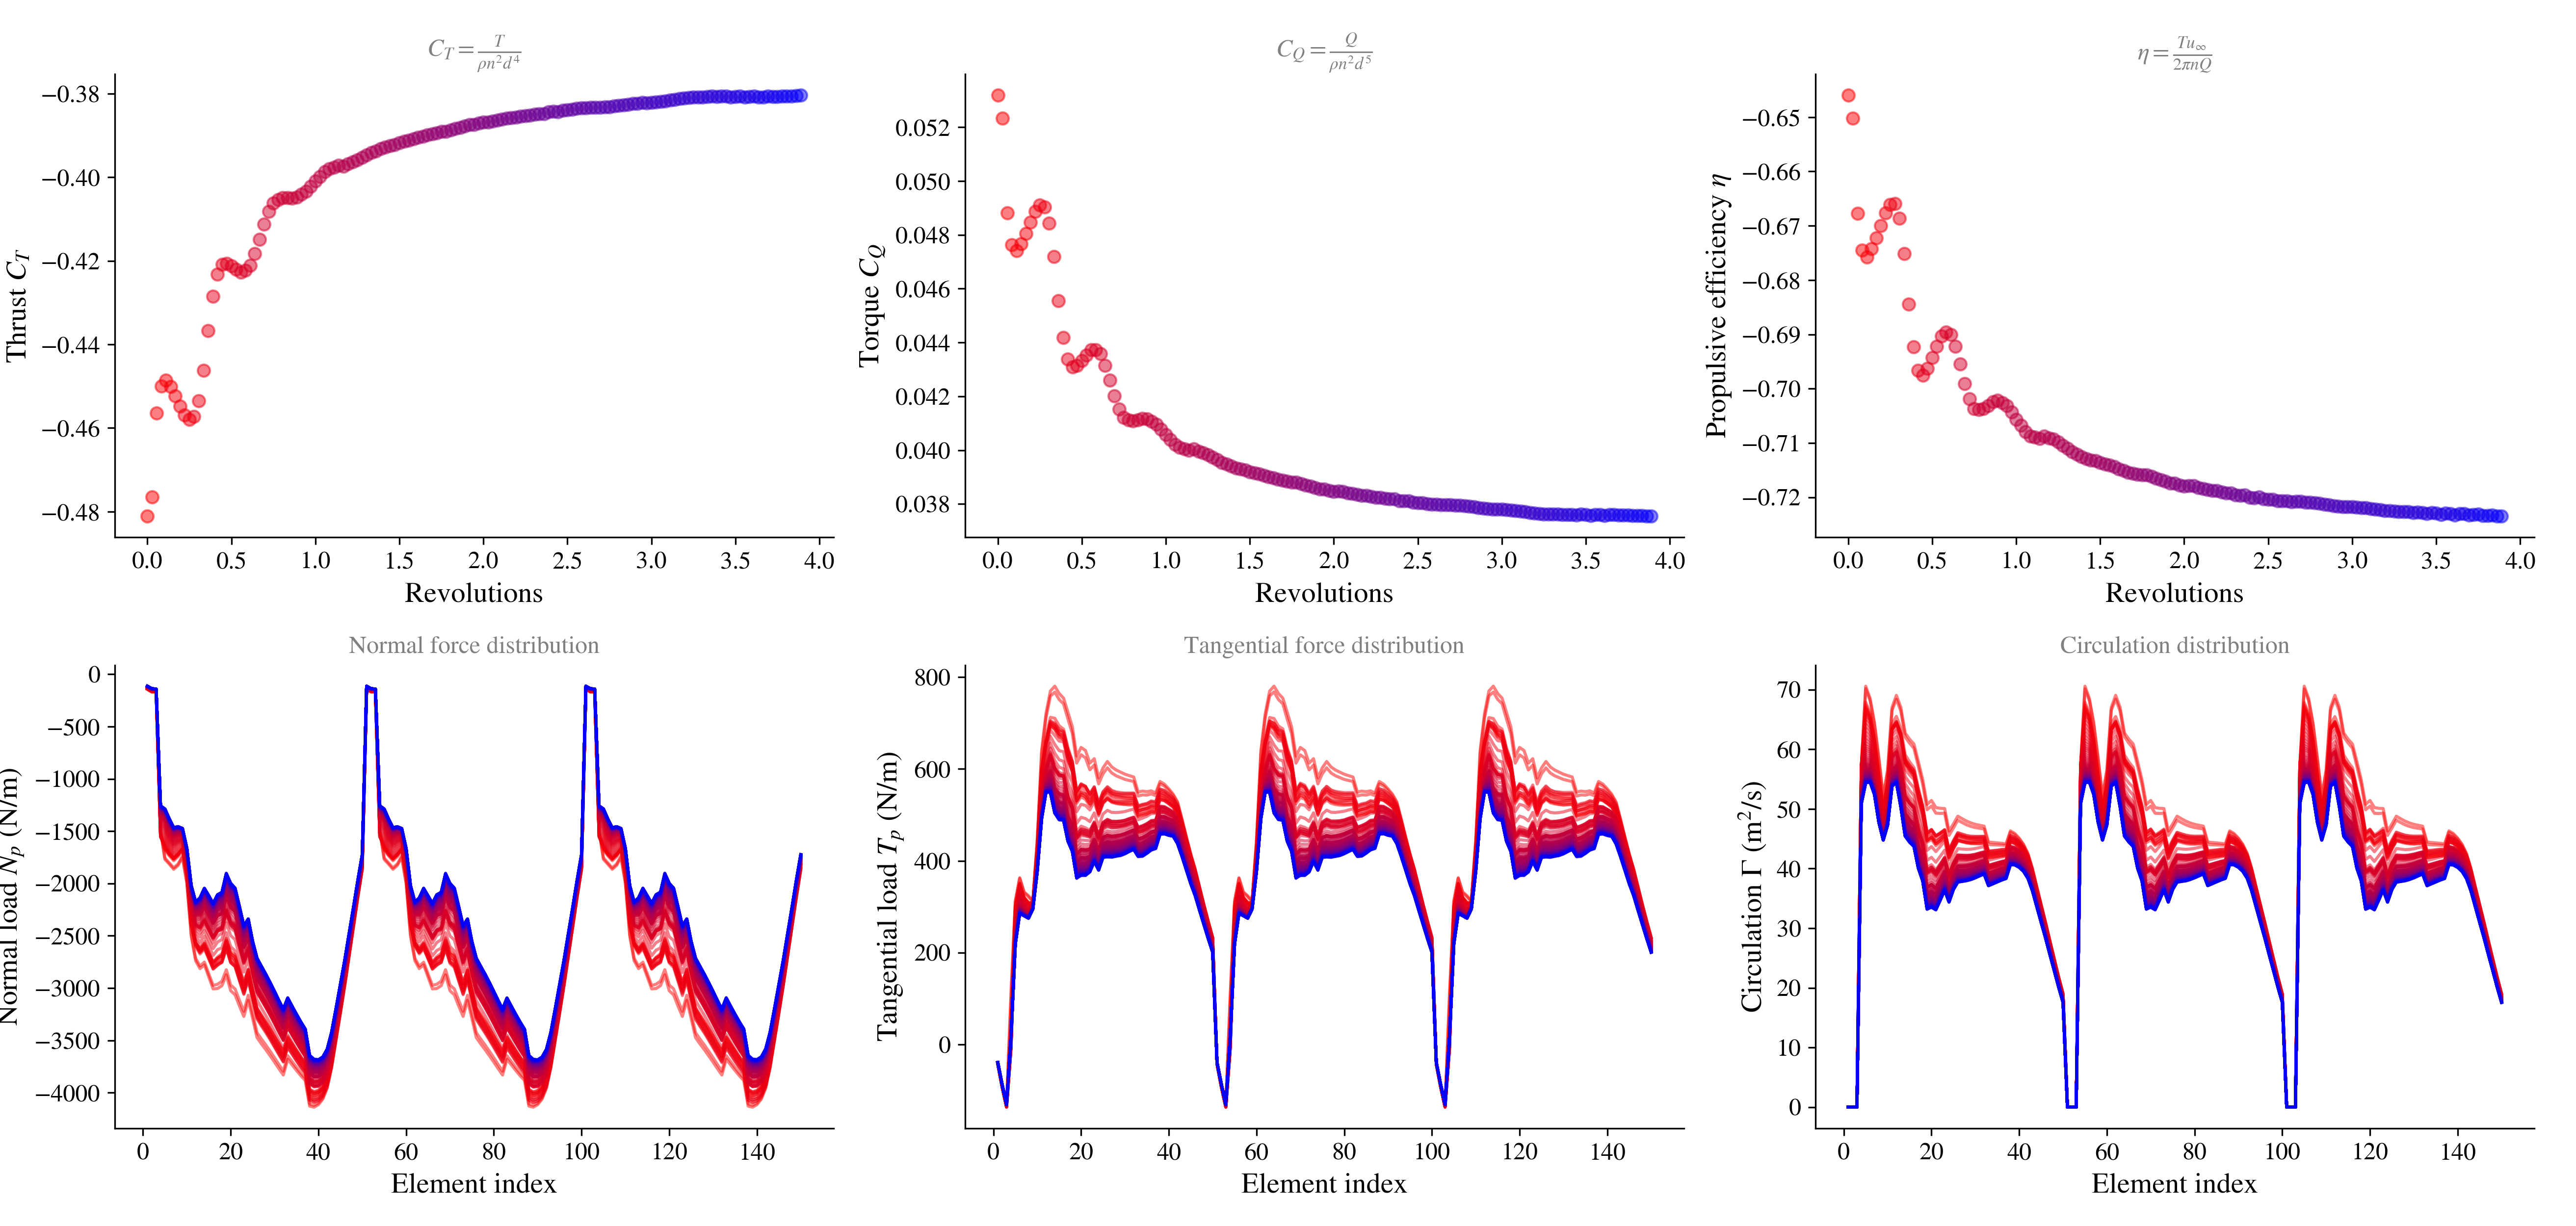 C_T = T / ρn²d⁴
Thrust C_T
−0.38
−0.40
−0.42
−0.44
−0.46
−0.48
0.0 0.5 1.0 1.5 2.0 2.5 3.0 3.5 4.0
Revolutions
C_Q = Q / ρn²d⁵
Torque C_Q
0.052
0.050
0.048
0.046
0.044
0.042
0.040
0.038
0.0 0.5 1.0 1.5 2.0 2.5 3.0 3.5 4.0
Revolutions
η = Tu_∞ / 2πnQ
Propulsive efficiency η
−0.65
−0.66
−0.67
−0.68
−0.69
−0.70
−0.71
−0.72
0.0 0.5 1.0 1.5 2.0 2.5 3.0 3.5 4.0
Revolutions
Normal force distribution
Normal load N_p (N/m)
0
−500
−1000
−1500
−2000
−2500
−3000
−3500
−4000
0 20 40 60 80 100 120 140
Element index
Tangential force distribution
Tangential load T_p (N/m)
800
600
400
200
0
0 20 40 60 80 100 120 140
Element index
Circulation distribution
Circulation Γ (m²/s)
70
60
50
40
30
20
10
0
0 20 40 60 80 100 120 140
Element index